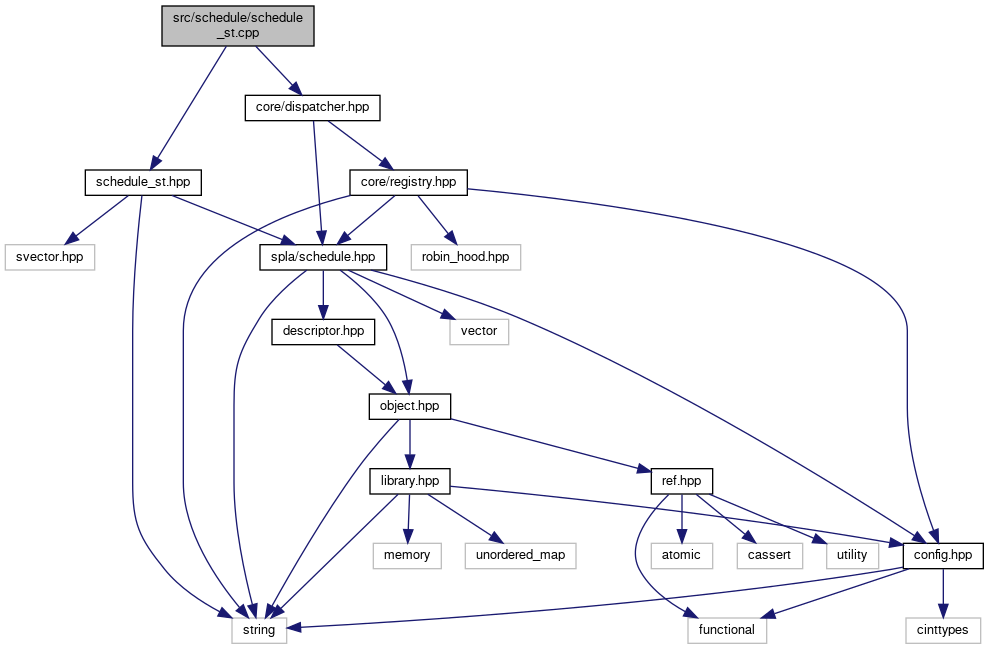 src/schedule/schedule
_st.cpp
core/dispatcher.hpp
schedule_st.hpp
core/registry.hpp
svector.hpp
spla/schedule.hpp
robin_hood.hpp
descriptor.hpp
vector
object.hpp
library.hpp
ref.hpp
memory
unordered_map
atomic
cassert
utility
config.hpp
string
functional
cinttypes